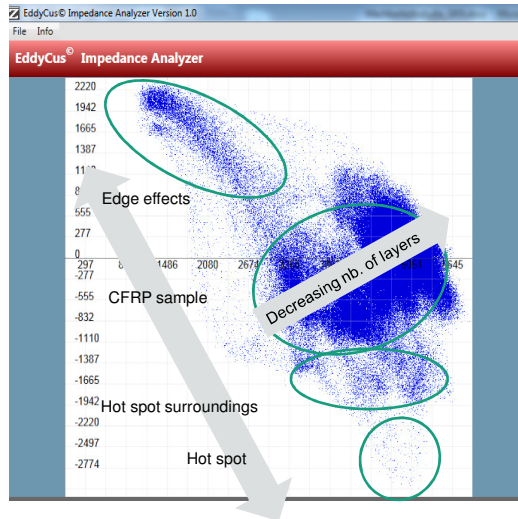 EddyCus© Impedance Analyzer Version 1.0
File Info
EddyCus© Impedance Analyzer
2220
1942
1665
1387
Edge effects
555
277
0
297 1486 2080 2674
-277
CFRP sample
-555
Decreasing nb. of layers
-832
-1110
-1387
-1665
-1942
Hot spot surroundings
-2220
-2497
Hot spot
-2774